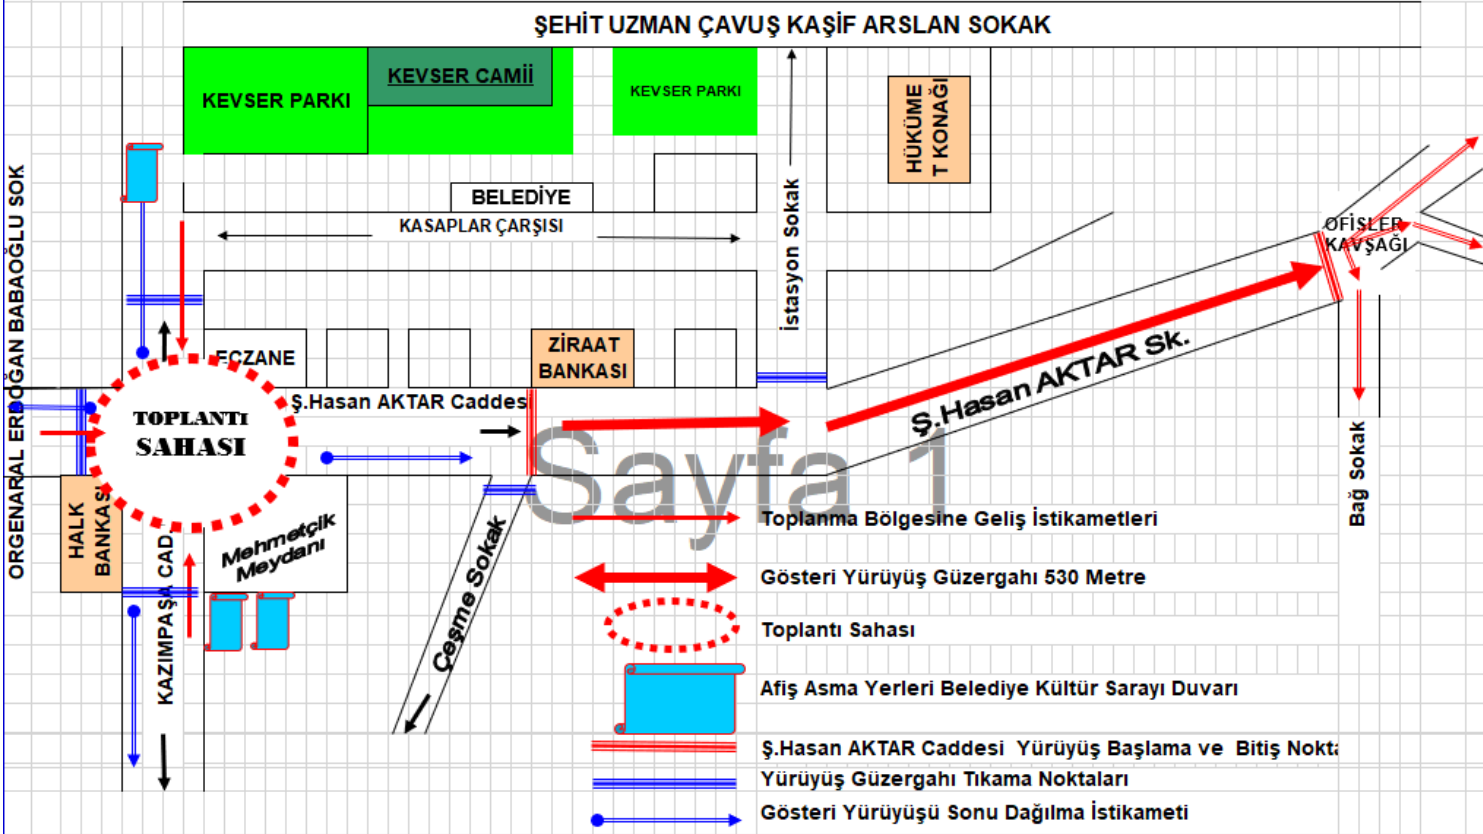 ŞEHİT UZMAN ÇAVUŞ KAŞİF ARSLAN SOKAK
KEVSER PARKI
KEVSER CAMİİ
KEVSER PARKI
HÜKÜME
T KONAĞI
ORGENARAL ERDOĞAN BABAOĞLU SOK
BELEDİYE
KASAPLAR ÇARŞISI
İstasyon Sokak
OFİSLER
KAVŞAĞI
ECZANE
ZİRAAT
BANKASI
Ş.Hasan AKTAR Caddesi
Ş.Hasan AKTAR Sk.
TOPLANTI
SAHASI
Sayfa 1
HALK
BANKASI
KAZIMPAŞA CAD.
Mehmetçik
Meydanı
Çeşme Sokak
Bağ Sokak
Toplanma Bölgesine Geliş İstikametleri
Gösteri Yürüyüş Güzergahı 530 Metre
Toplantı Sahası
Afiş Asma Yerleri Belediye Kültür Sarayı Duvarı
Ş.Hasan AKTAR Caddesi  Yürüyüş Başlama ve  Bitiş Nokta
Yürüyüş Güzergahı Tıkama Noktaları
Gösteri Yürüyüşü Sonu Dağılma İstikameti